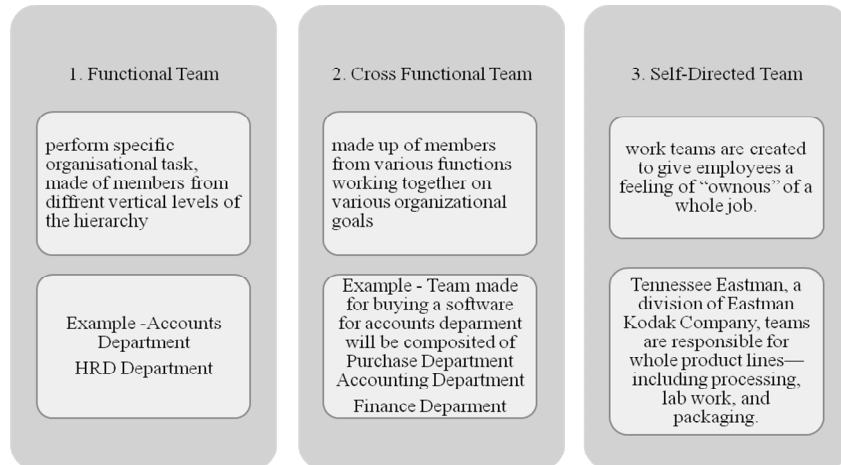 1. Functional Team
perform specific
organisational task,
made of members from
diffrent vertical levels of
the hierarchy
Example -Accounts
Department
HRD Department
2. Cross Functional Team
made up of members
from various functions
working together on
various organizational
goals
Example - Team made
for buying a software
for accounts deparment
will be composited of
Purchase Department
Accounting Department
Finance Deparment
3. Self-Directed Team
work teams are created
to give employees a
feeling of “ownous” of a
whole job.
Tennessee Eastman, a
division of Eastman
Kodak Company, teams
are responsible for
whole product lines—
including processing,
lab work, and
packaging.